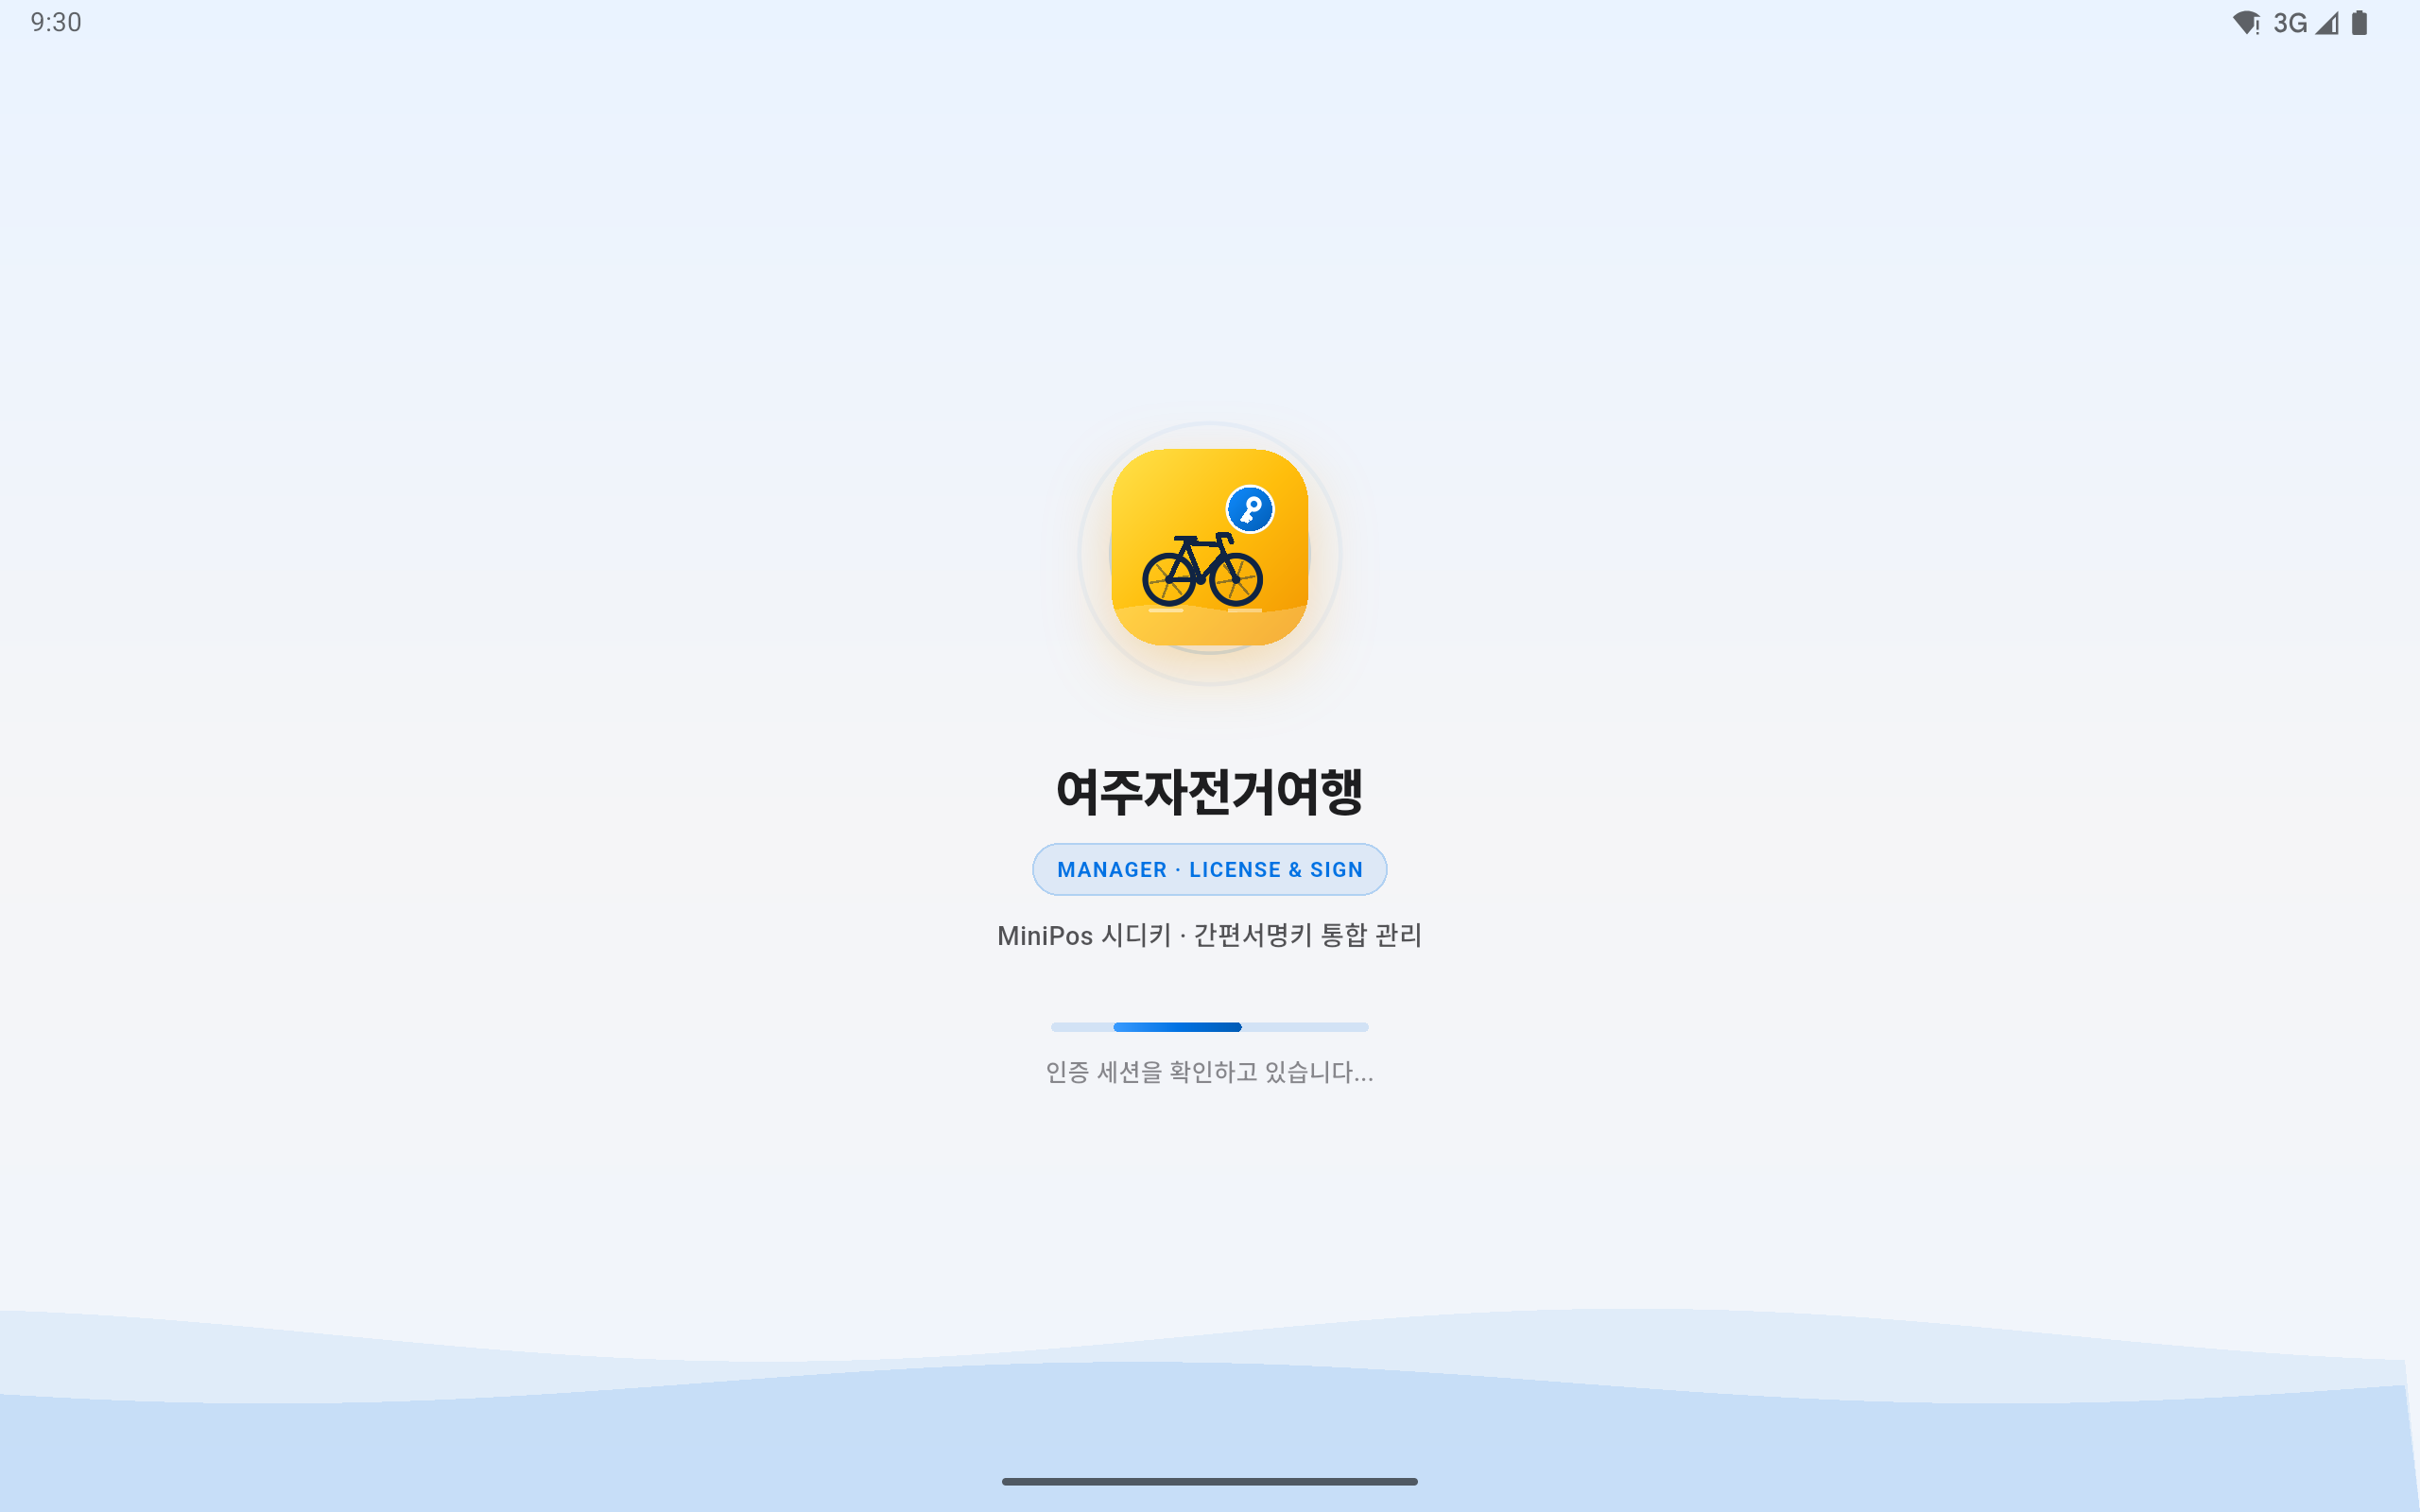 9:30
3G
여주자전거여행
MANAGER · LICENSE & SIGN
MiniPos 시디키 · 간편서명키 통합 관리
인증 세션을 확인하고 있습니다...